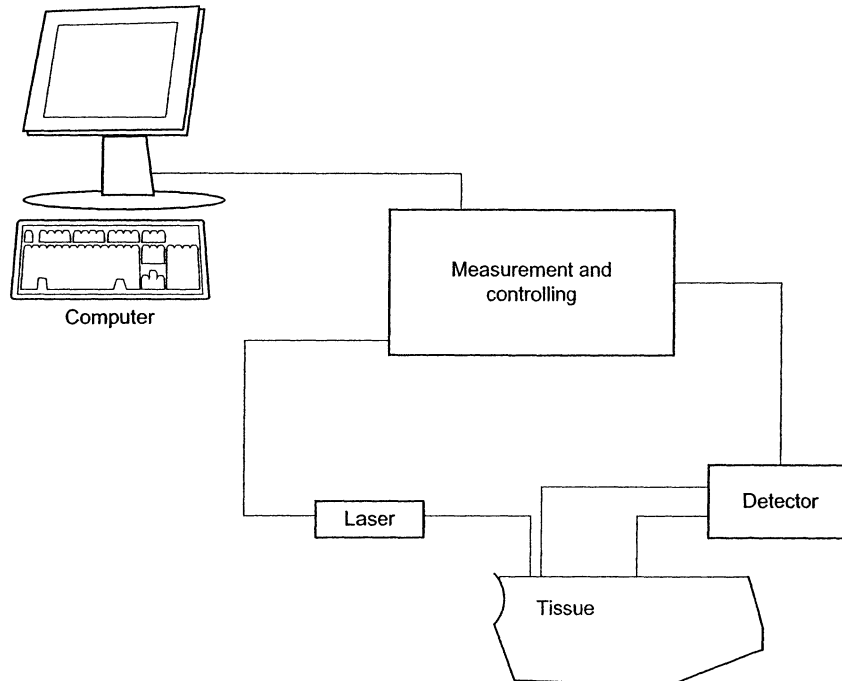 Computer
Measurement and
controlling
Laser
Detector
Tissue